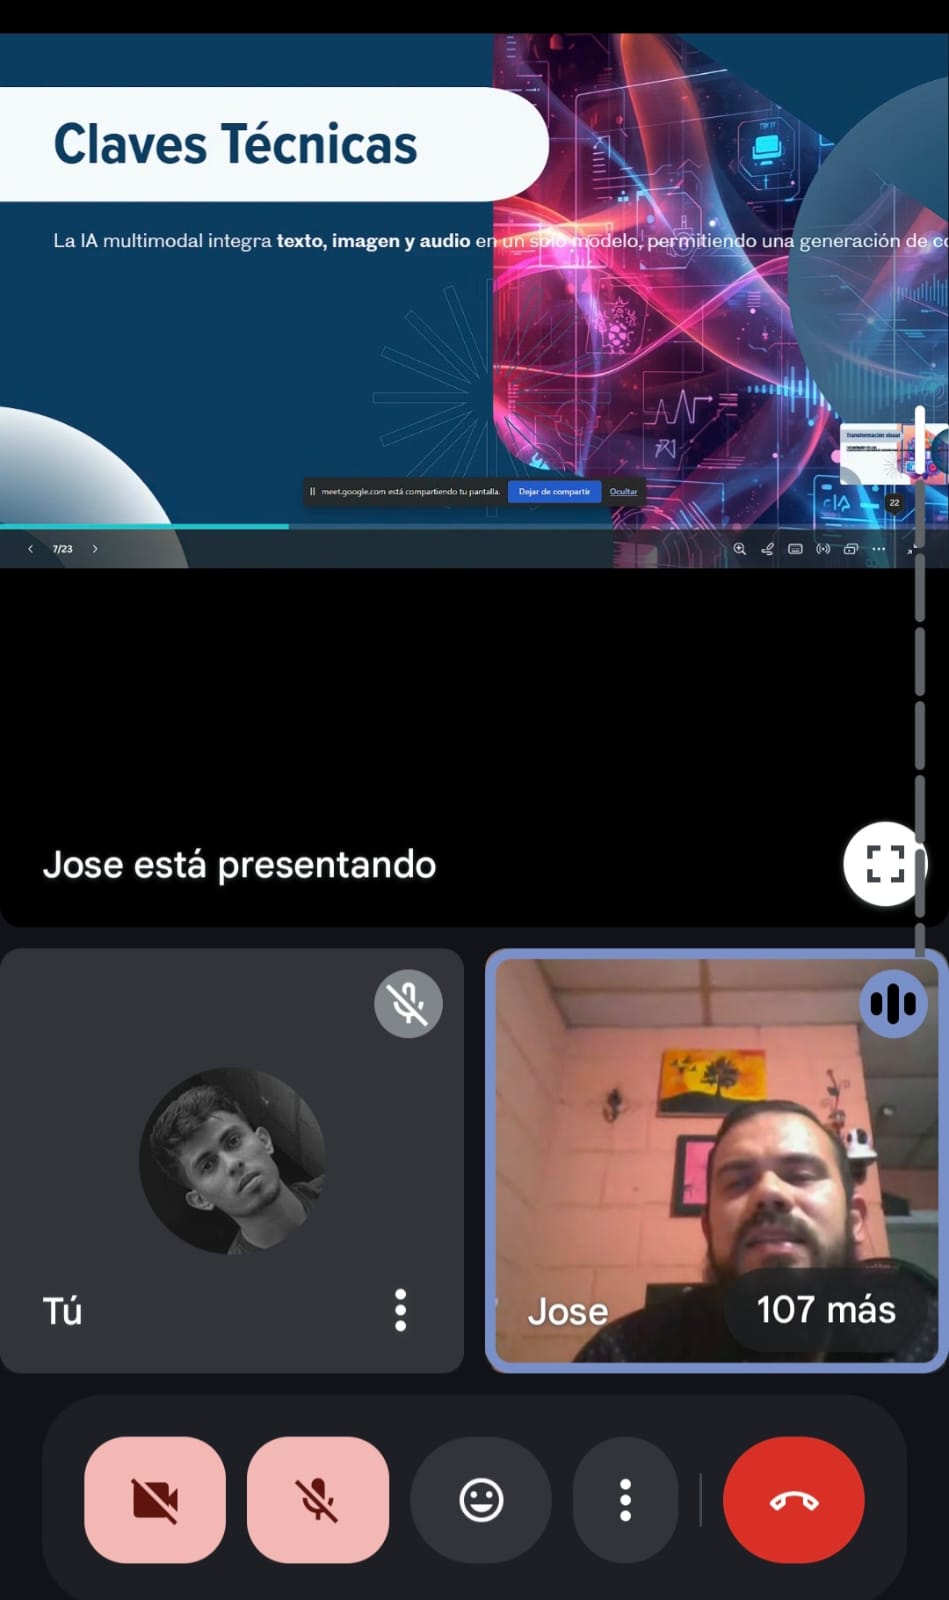 Claves Técnicas
La IA multimodal integra texto, imagen y audio en un solo modelo, permitiendo una generación de co
Transformación visual
meet.google.com está compartiendo tu pantalla. Dejar de compartir Ocultar
22
7/23
Jose está presentando
Tú
Jose
107 más